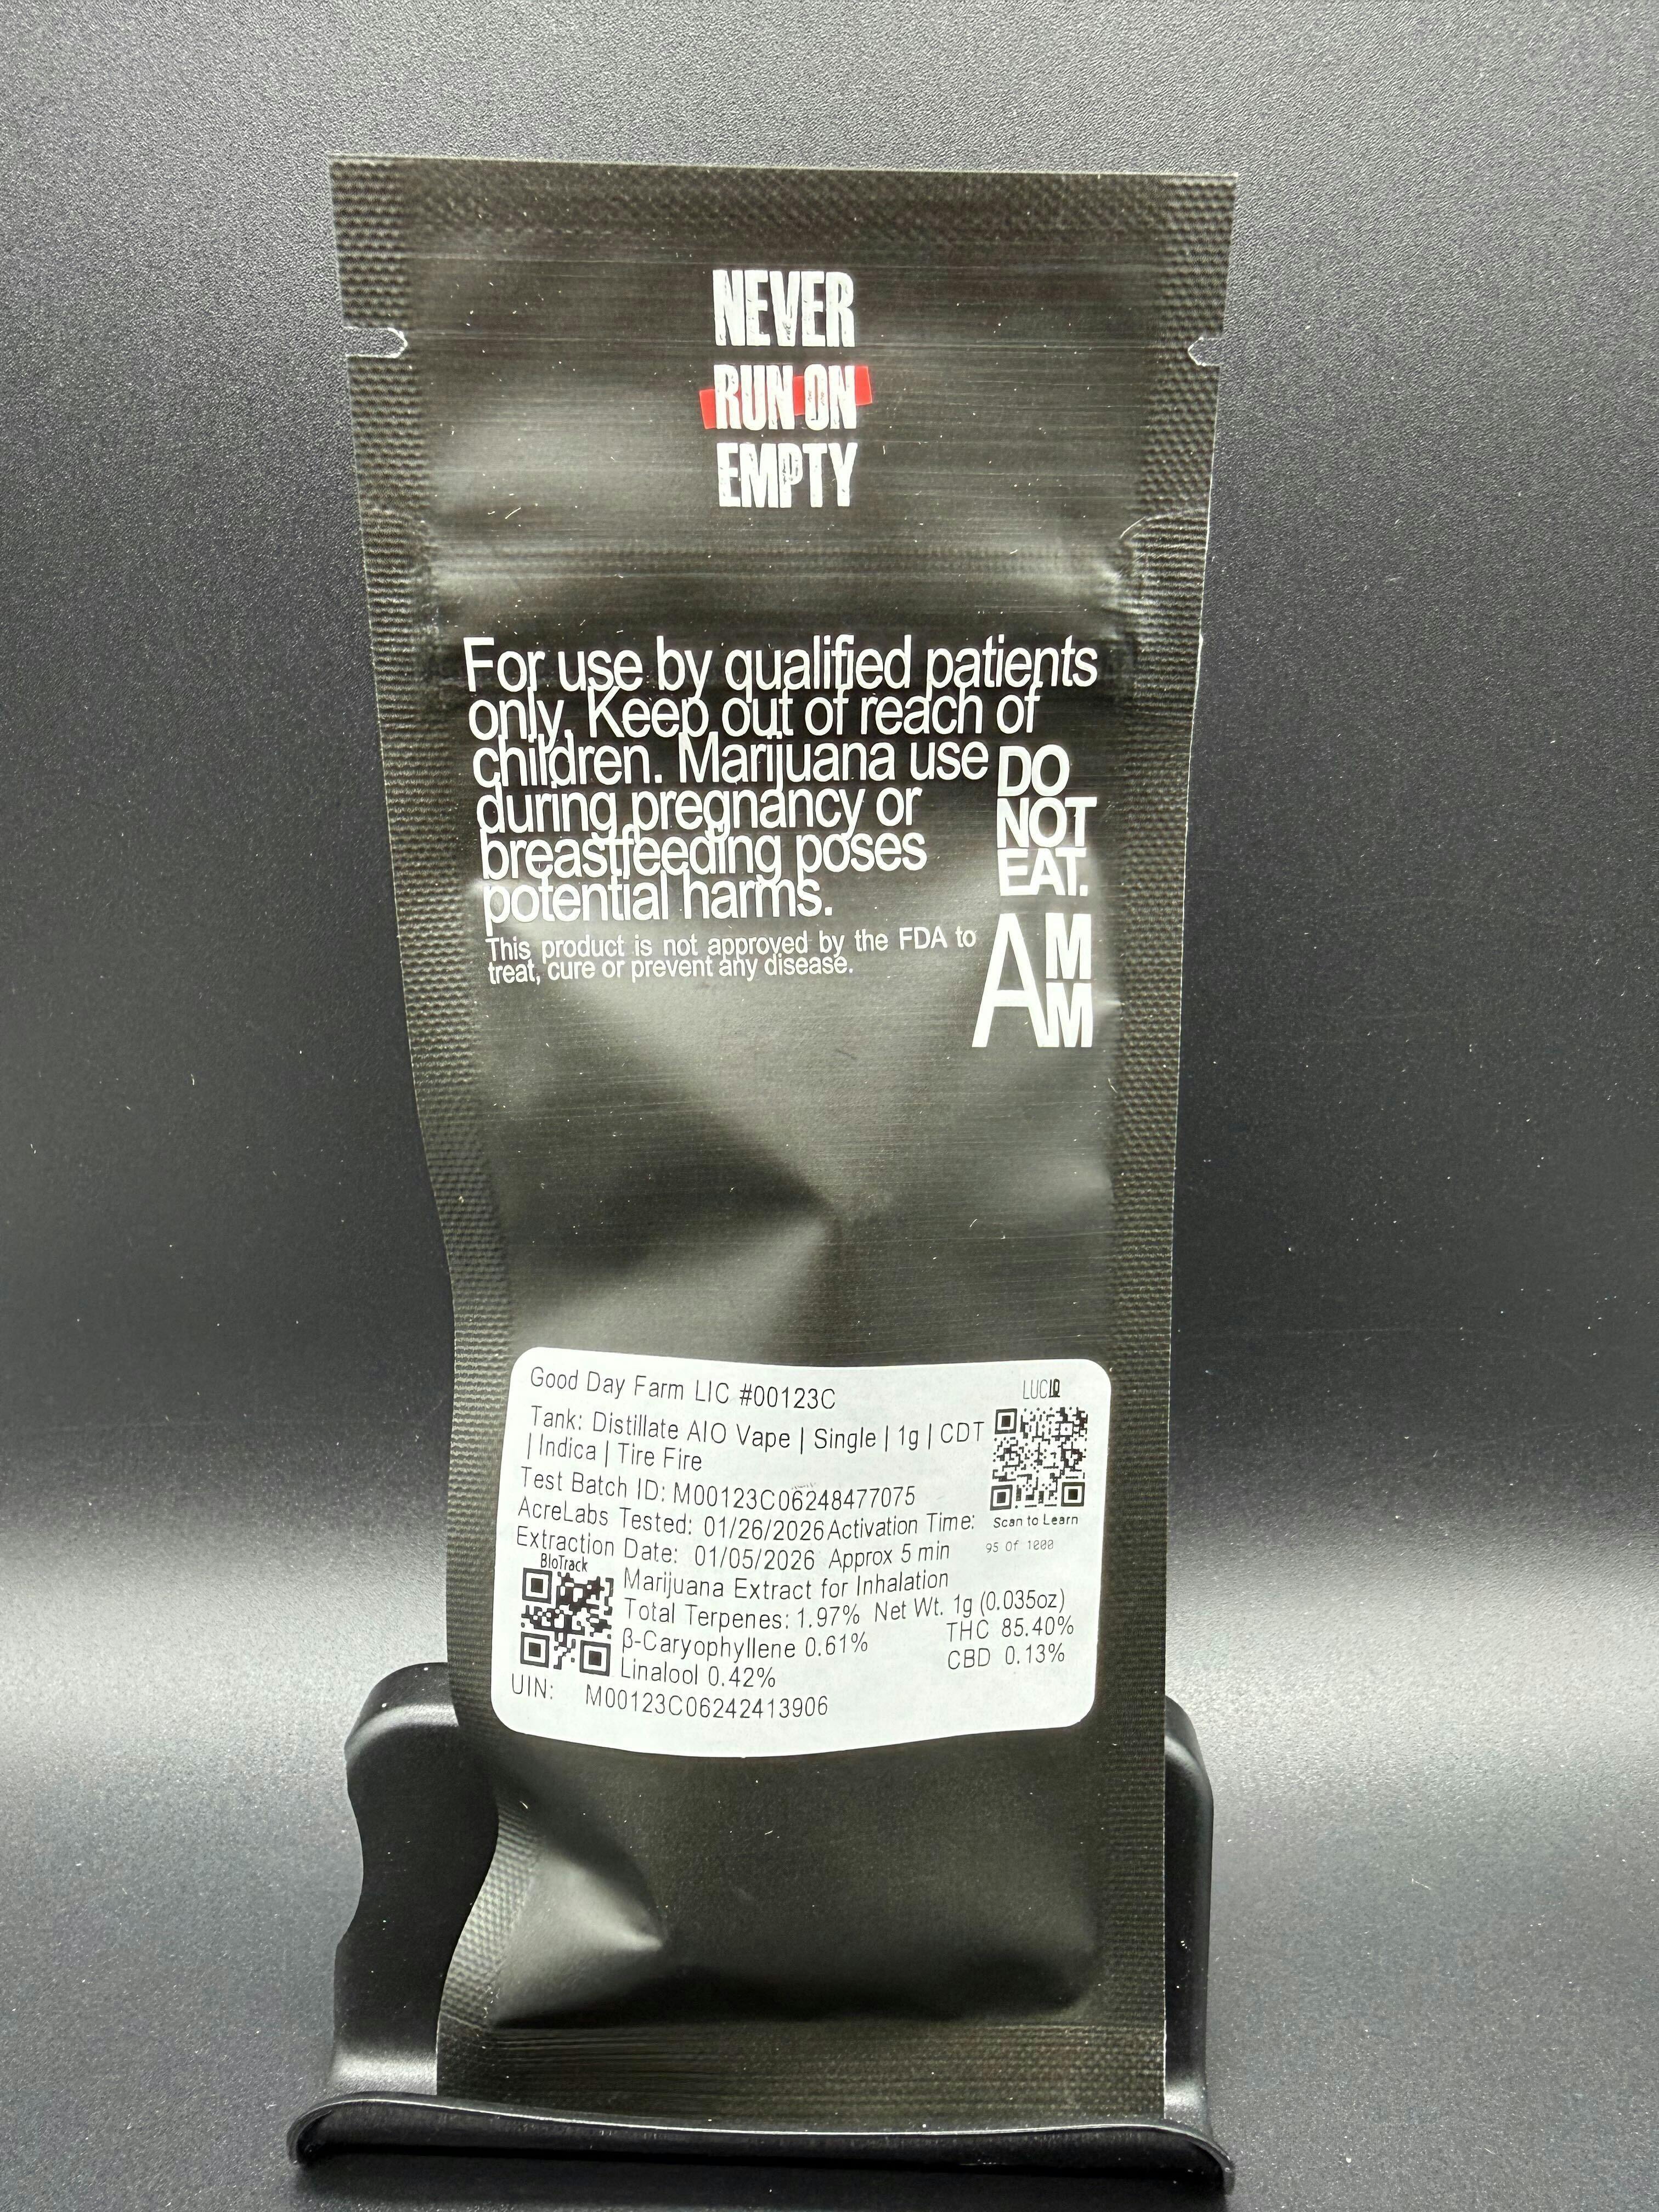 NEVER
RUN ON
EMPTY
For use by qualified patients
only. Keep out of reach of
children. Marijuana use
during pregnancy or
breastfeeding poses
potential harms.
This product is not approved by the FDA to
treat, cure or prevent any disease.
DO
NOT
EAT.
AMM
Good Day Farm LIC #00123C
Tank: Distillate AIO Vape | Single | 1g | CDT
| Indica | Tire Fire
Test Batch ID: M00123C06248477075
AcreLabs Tested: 01/26/2026 Activation Time:
Extraction Date: 01/05/2026 Approx 5 min
LUCID
Scan to Learn
95 Of 1000
BioTrack
Marijuana Extract for Inhalation
Total Terpenes: 1.97% Net Wt. 1g (0.035oz)
β-Caryophyllene 0.61% THC 85.40%
Linalool 0.42% CBD 0.13%
UIN: M00123C06242413906